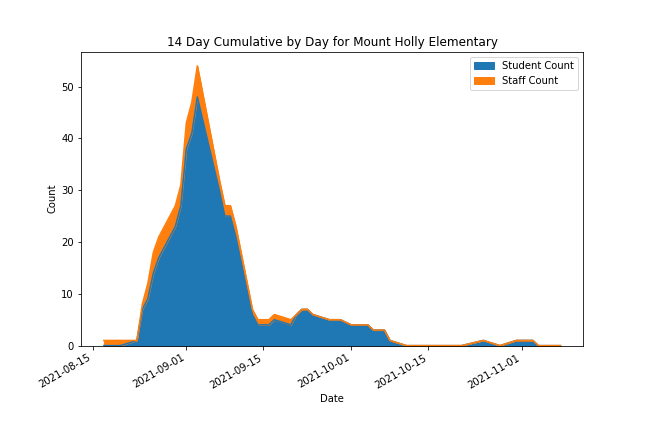 14 Day Cumulative by Day for Mount Holly Elementary
Student Count
Staff Count
Count
50
40
30
20
10
0
2021-08-15
2021-09-01
2021-09-15
2021-10-01
2021-10-15
2021-11-01
Date